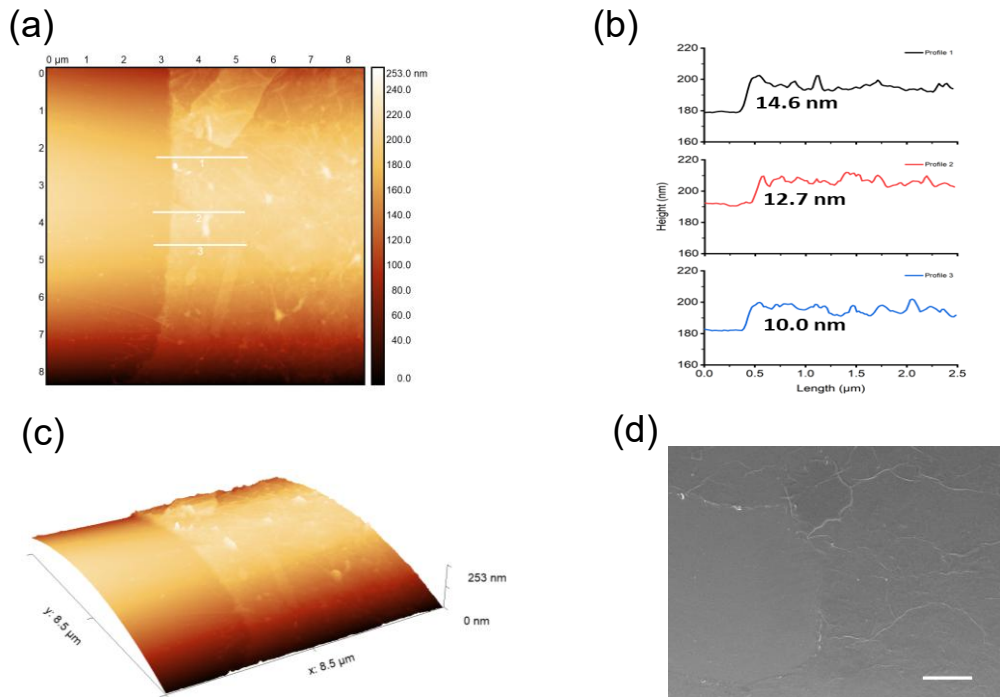 (a)
0 µm 1 2 3 4 5 6 7 8
0
1
2
3
4
5
6
7
8
1
2
3
253.0 nm
240.0
220.0
200.0
180.0
160.0
140.0
120.0
100.0
80.0
60.0
40.0
0.0
(b)
Height (nm)
220
200
180
160
Profile 1
14.6 nm
220
200
180
160
Profile 2
12.7 nm
220
200
180
160
Profile 3
10.0 nm
0.0 0.5 1.0 1.5 2.0 2.5
Length (µm)
(c)
253 nm
0 nm
y: 8.5 µm
x: 8.5 µm
(d)